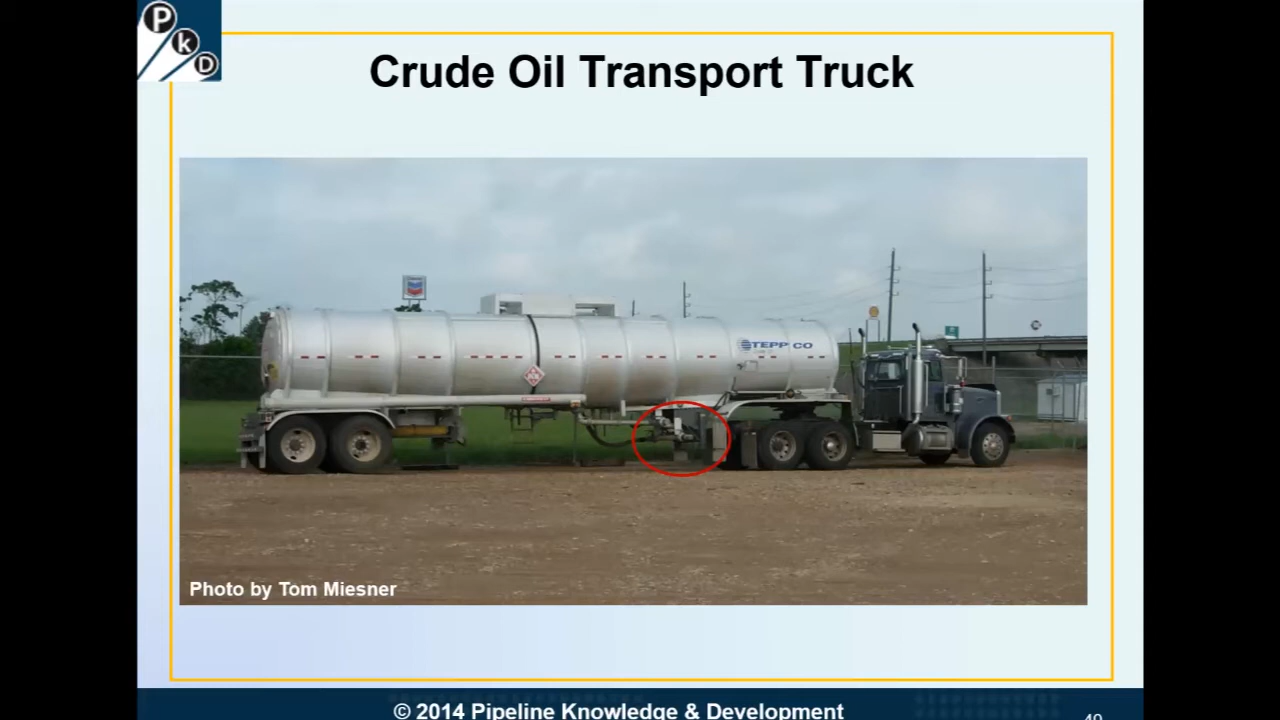 P
k
D
Crude Oil Transport Truck
TEPPCO
Photo by Tom Miesner
© 2014 Pipeline Knowledge & Development